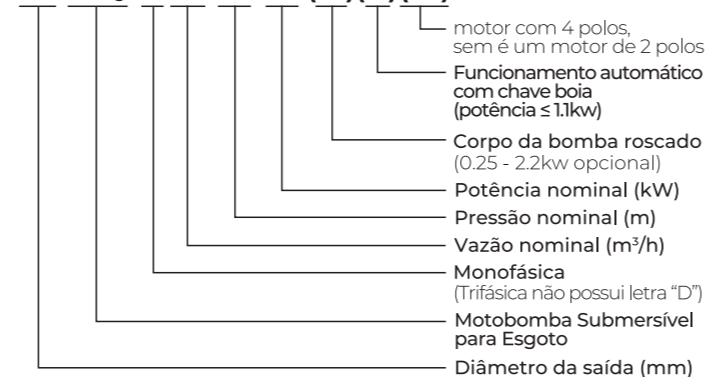 motor com 4 polos,
sem é um motor de 2 polos
Funcionamento automático
com chave boia
(potência ≤ 1.1kw)
Corpo da bomba roscado
(0.25 - 2.2kw opcional)
Potência nominal (kW)
Pressão nominal (m)
Vazão nominal (m³/h)
Monofásica
(Trifásica não possui letra “D”)
Motobomba Submersível
para Esgoto
Diâmetro da saída (mm)